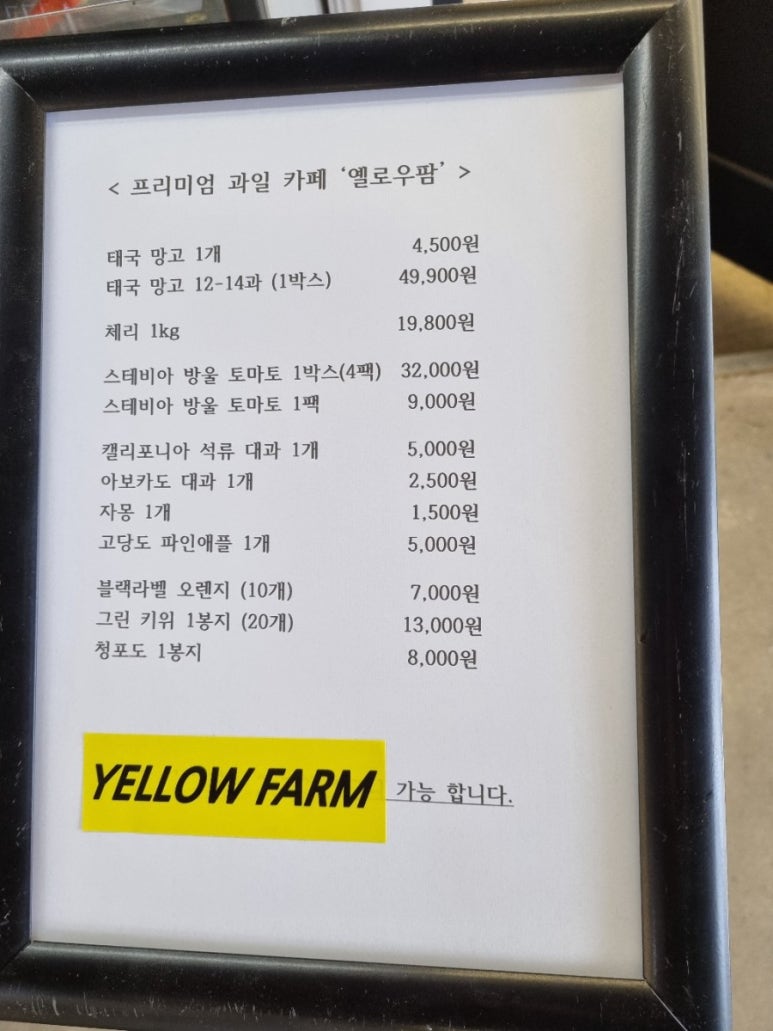 < 프리미엄 과일 카페 '옐로우팜' >
태국 망고 1개 4,500원
태국 망고 12-14과 (1박스) 49,900원
체리 1kg 19,800원
스테비아 방울 토마토 1박스(4팩) 32,000원
스테비아 방울 토마토 1팩 9,000원
캘리포니아 석류 대과 1개 5,000원
아보카도 대과 1개 2,500원
자몽 1개 1,500원
고당도 파인애플 1개 5,000원
블랙라벨 오렌지 (10개) 7,000원
그린 키위 1봉지 (20개) 13,000원
청포도 1봉지 8,000원
YELLOW FARM 가능 합니다.